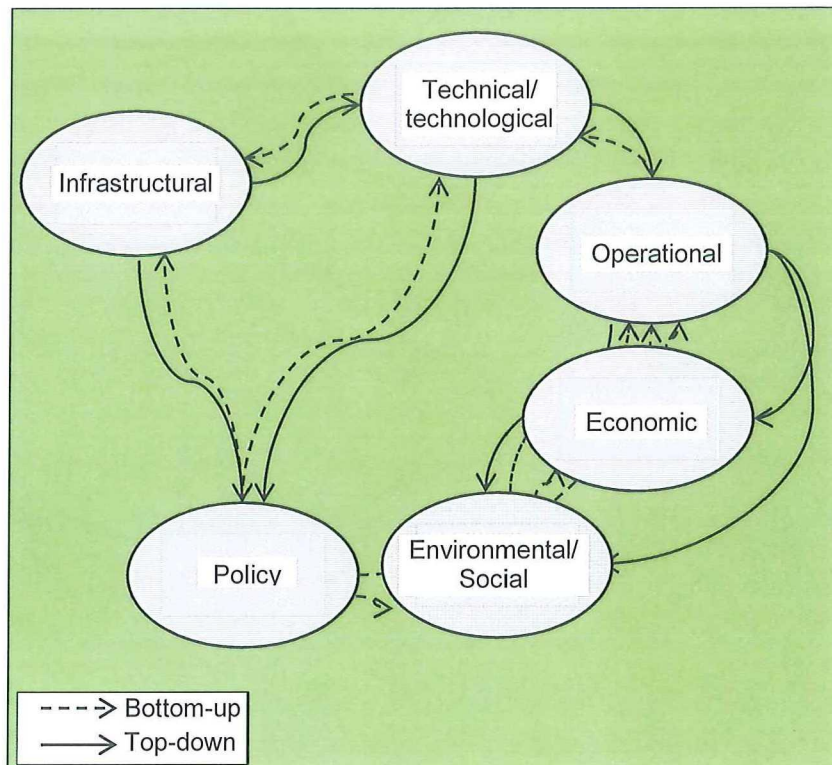 Technical/
technological
Infrastructural
Operational
Economic
Environmental/
Social
Policy
Bottom-up
Top-down